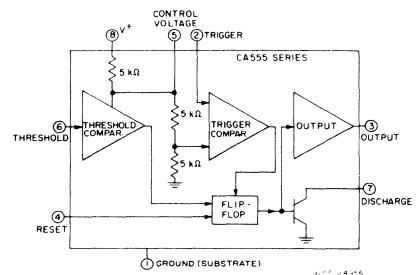 CONTROL
VOLTAGE
⑧ V+
⑤
② TRIGGER
CA555 SERIES
5 kΩ
5 kΩ
5 kΩ
⑥
THRESHOLD
THRESHOLD
COMPAR
TRIGGER
COMPAR
OUTPUT
③
OUTPUT
⑦
DISCHARGE
FLIP-
FLOP
④
RESET
① GROUND (SUBSTRATE)